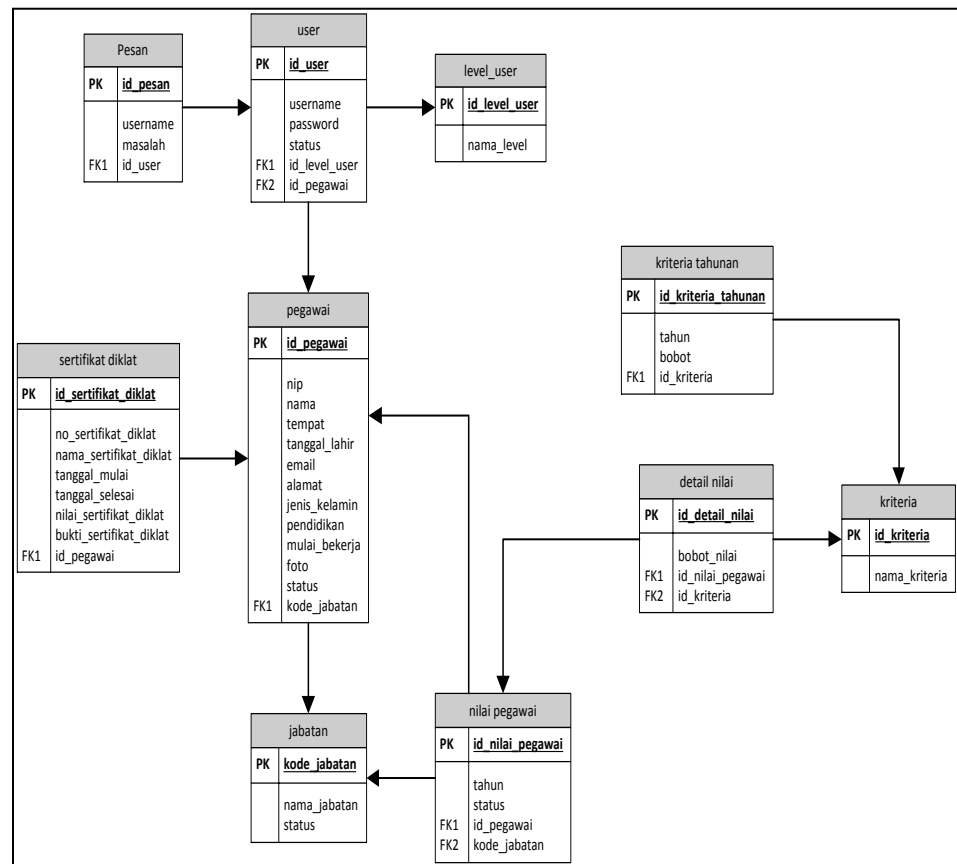 Pesan
PK id_pesan
username
masalah
FK1 id_user
user
PK id_user
username
password
status
FK1 id_level_user
FK2 id_pegawai
level_user
PK id_level_user
nama_level
kriteria tahunan
PK id_kriteria_tahunan
tahun
bobot
FK1 id_kriteria
pegawai
PK id_pegawai
nip
nama
tempat
tanggal_lahir
email
alamat
jenis_kelamin
pendidikan
mulai_bekerja
foto
status
FK1 kode_jabatan
sertifikat diklat
PK id_sertifikat_diklat
no_sertifikat_diklat
nama_sertifikat_diklat
tanggal_mulai
tanggal_selesai
nilai_sertifikat_diklat
bukti_sertifikat_diklat
FK1 id_pegawai
detail nilai
PK id_detail_nilai
bobot_nilai
FK1 id_nilai_pegawai
FK2 id_kriteria
kriteria
PK id_kriteria
nama_kriteria
jabatan
PK kode_jabatan
nama_jabatan
status
nilai pegawai
PK id_nilai_pegawai
tahun
status
FK1 id_pegawai
FK2 kode_jabatan